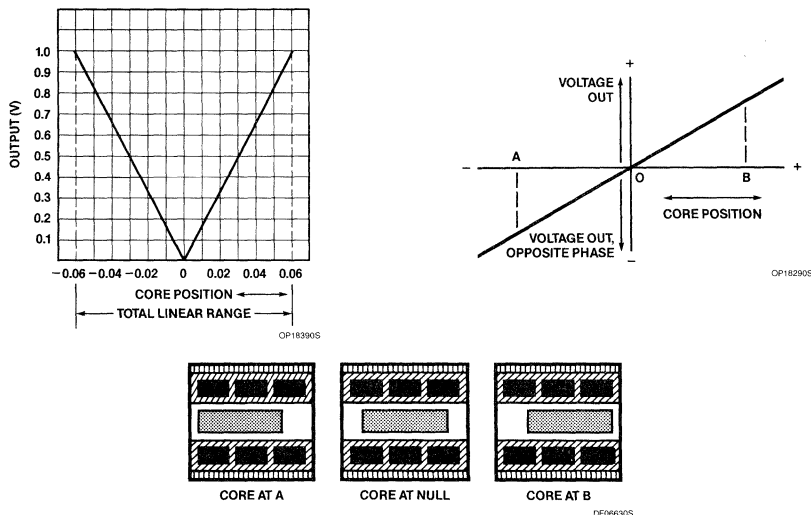 1.0
0.9
0.8
0.7
0.6
0.5
0.4
0.3
0.2
0.1
OUTPUT (V)
−0.06 −0.04 −0.02 0 0.02 0.04 0.06
CORE POSITION
TOTAL LINEAR RANGE
OP18390S
+
VOLTAGE
OUT
A
− +
O B
CORE POSITION
VOLTAGE OUT,
OPPOSITE PHASE
−
OP18290S
CORE AT A CORE AT NULL CORE AT B
DF06630S